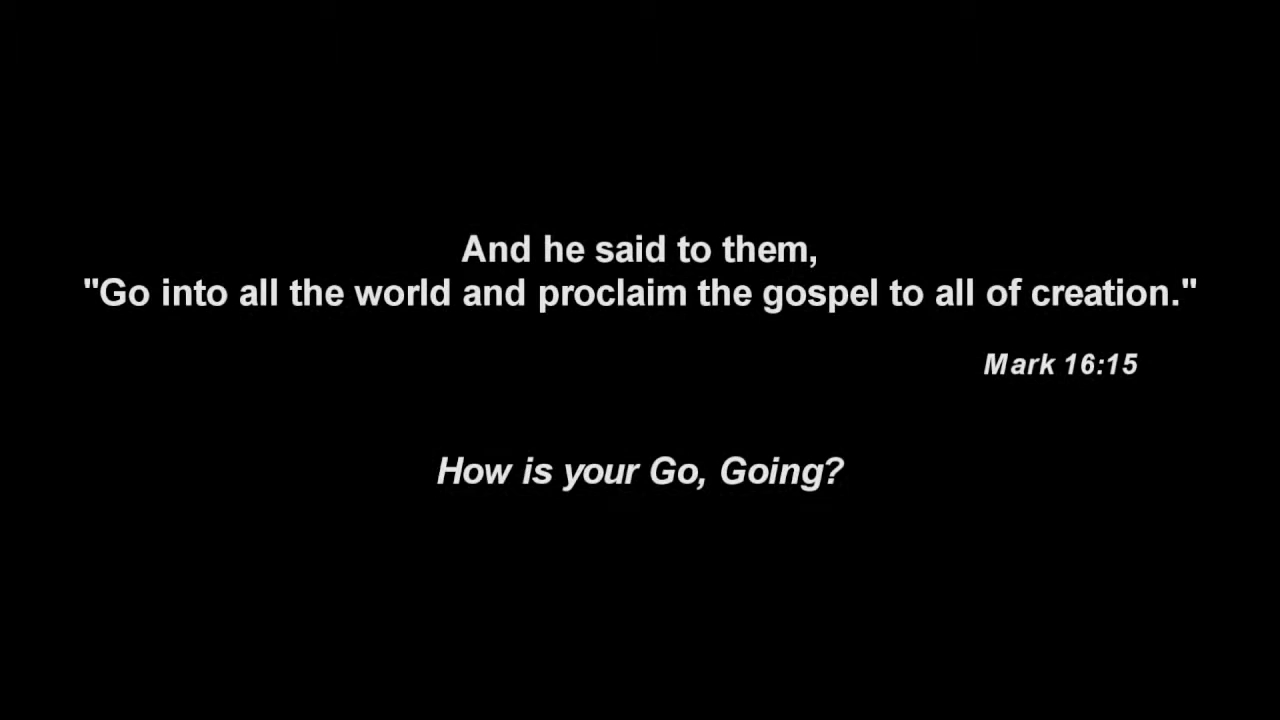 And he said to them,
"Go into all the world and proclaim the gospel to all of creation."
Mark 16:15
How is your Go, Going?